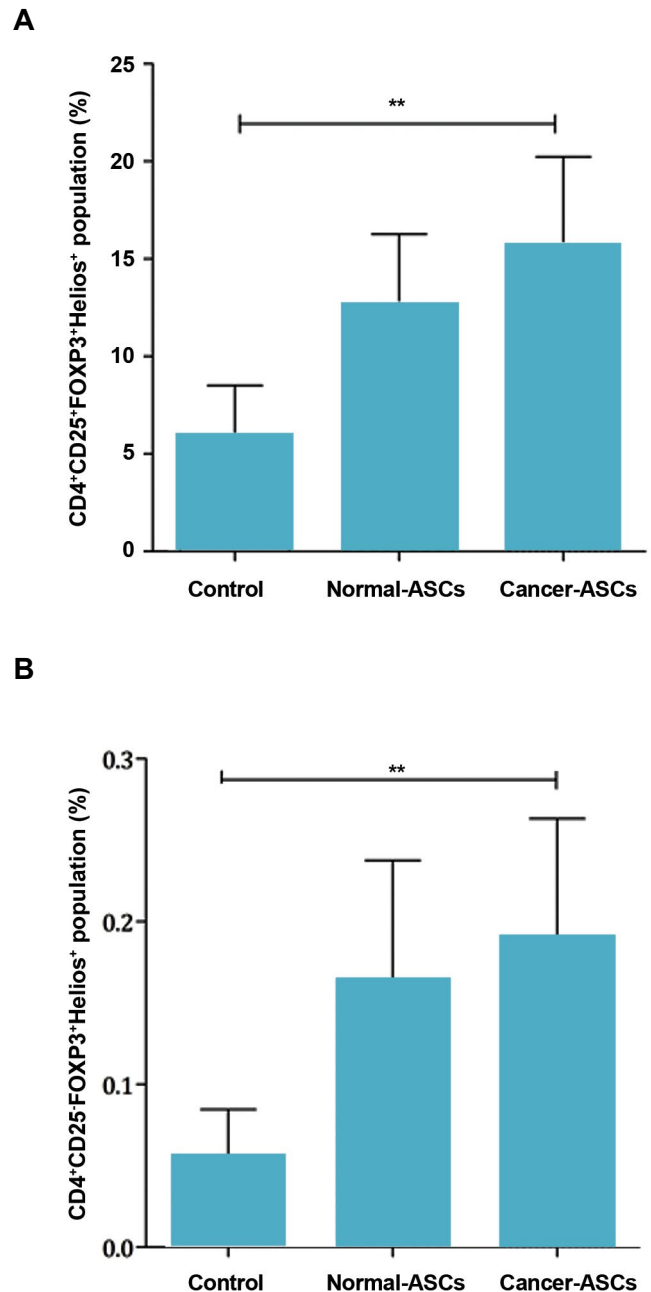 A
25
20
15
10
5
0
CD4⁺CD25⁺FOXP3⁺Helios⁺ population (%)
**
Control Normal-ASCs Cancer-ASCs
B
0.3
0.2
0.1
0.0
CD4⁺CD25⁻FOXP3⁺Helios⁺ population (%)
**
Control Normal-ASCs Cancer-ASCs